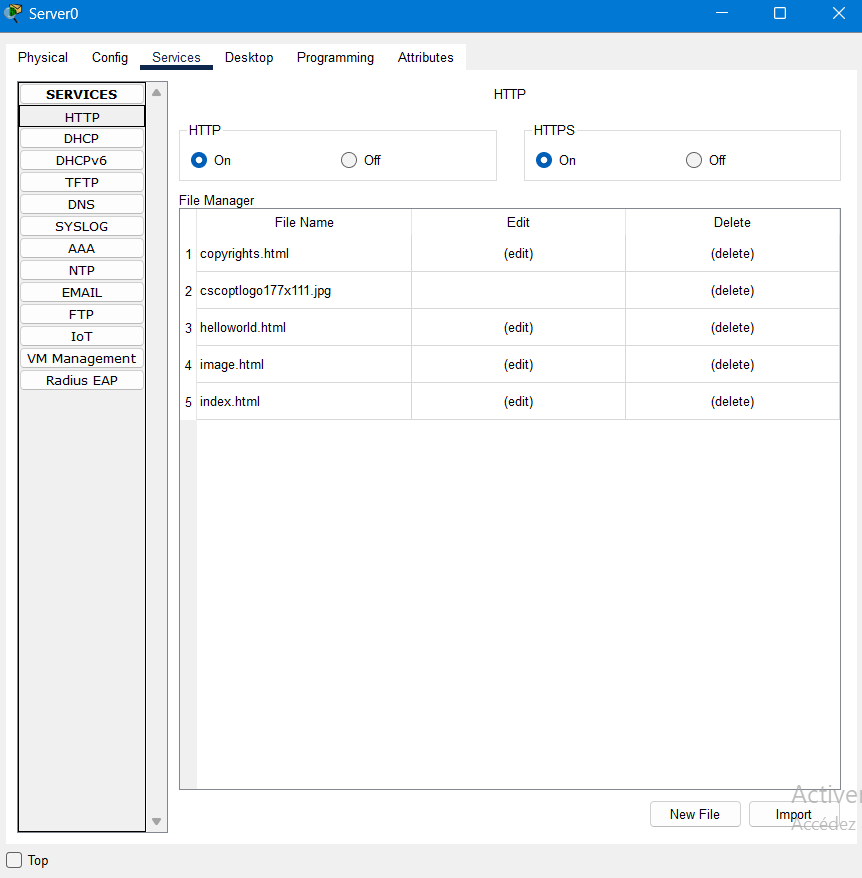 Server0
Physical Config Services Desktop Programming Attributes
SERVICES
HTTP
DHCP
DHCPv6
TFTP
DNS
SYSLOG
AAA
NTP
EMAIL
FTP
IoT
VM Management
Radius EAP
HTTP
HTTP
On Off
HTTPS
On Off
File Manager
File Name Edit Delete
1 copyrights.html (edit) (delete)
2 cscoptlogo177x111.jpg (delete)
3 helloworld.html (edit) (delete)
4 image.html (edit) (delete)
5 index.html (edit) (delete)
New File Import
Activer
Accédez
Top